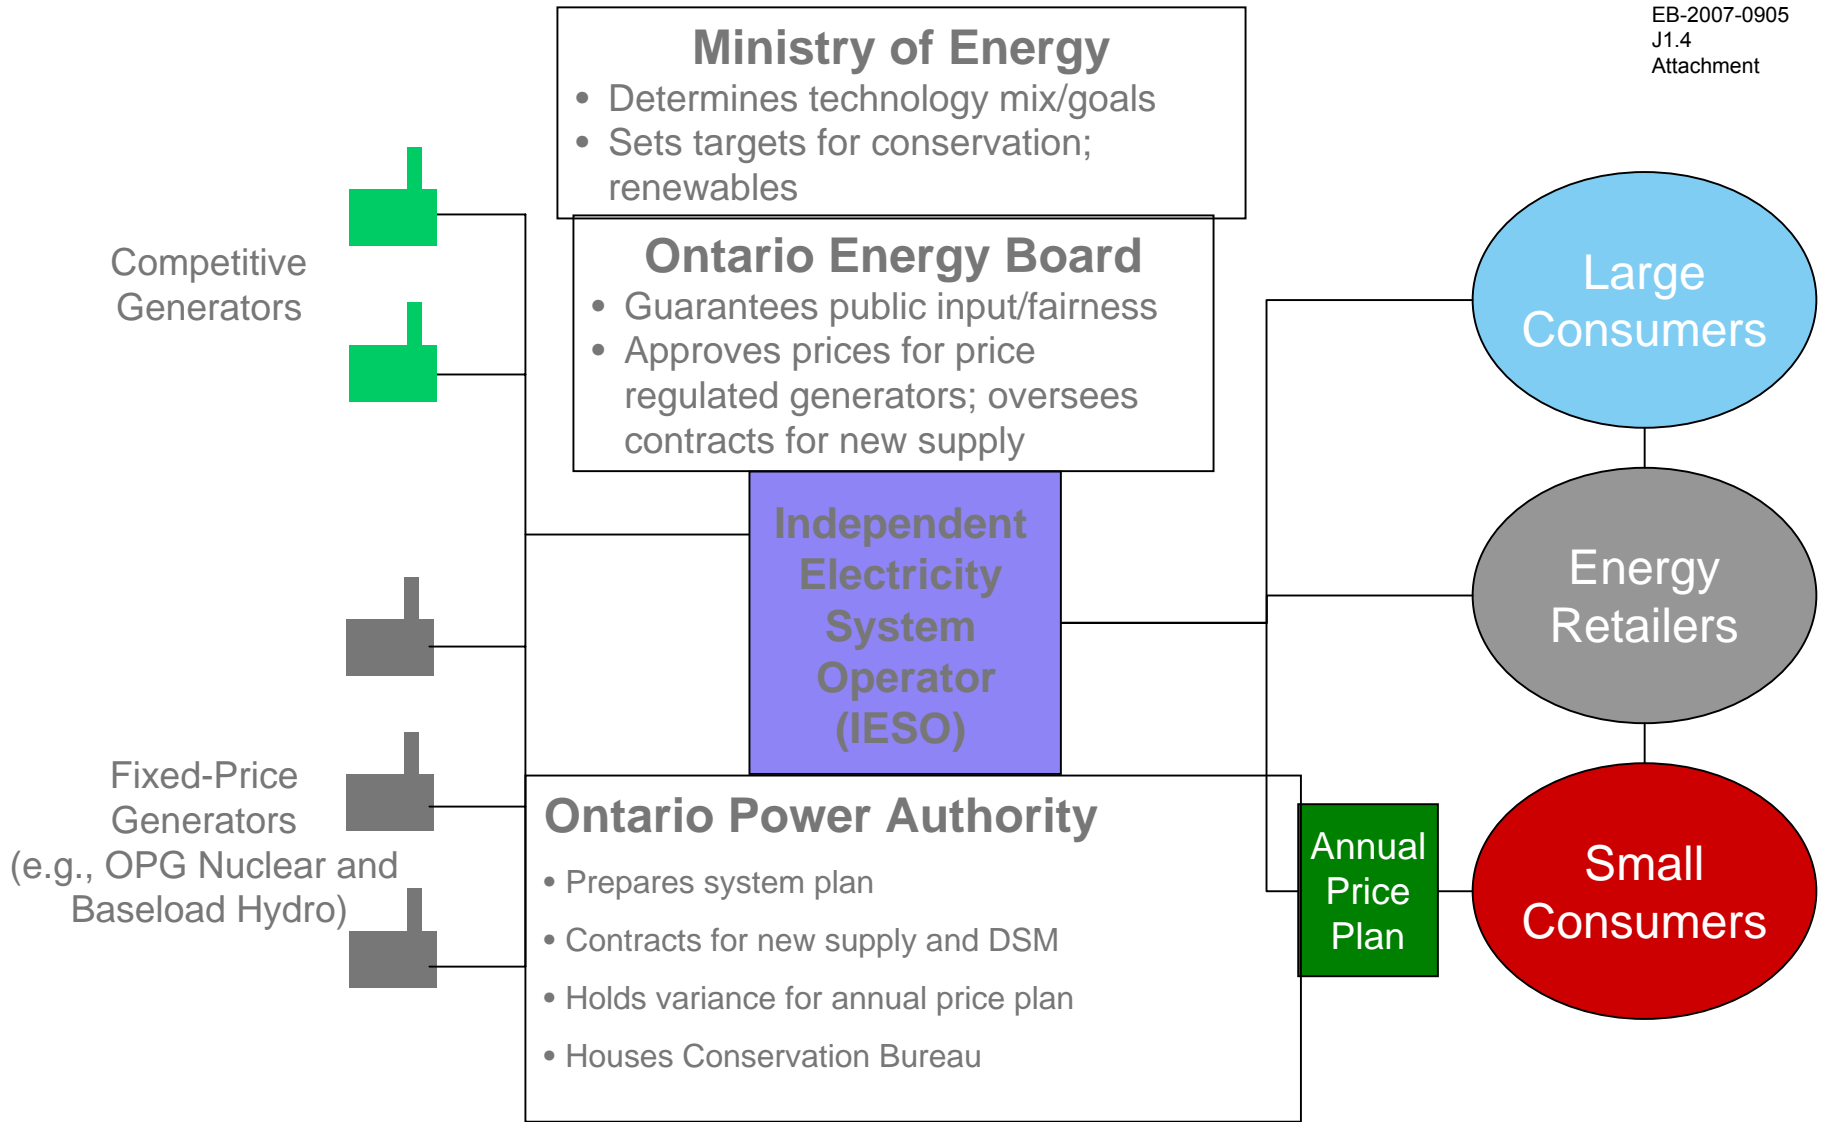 EB-2007-0905
J1.4
Attachment
Ministry of Energy
• Determines technology mix/goals
• Sets targets for conservation;
renewables
Ontario Energy Board
• Guarantees public input/fairness
• Approves prices for price
regulated generators; oversees
contracts for new supply
Competitive
Generators
Independent
Electricity
System
Operator
(IESO)
Fixed-Price
Generators
(e.g., OPG Nuclear and
Baseload Hydro)
Ontario Power Authority
• Prepares system plan
• Contracts for new supply and DSM
• Holds variance for annual price plan
• Houses Conservation Bureau
Annual
Price
Plan
Large
Consumers
Energy
Retailers
Small
Consumers